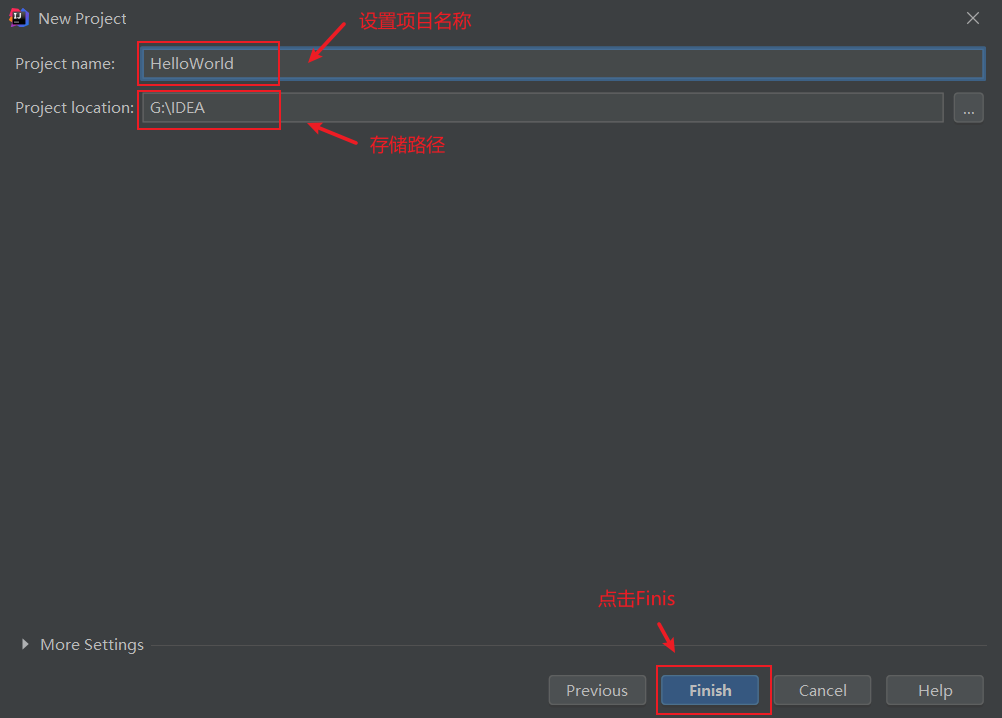 New Project
设置项目名称
Project name: HelloWorld
Project location: G:\IDEA ...
存储路径
点击Finis
More Settings
Previous Finish Cancel Help